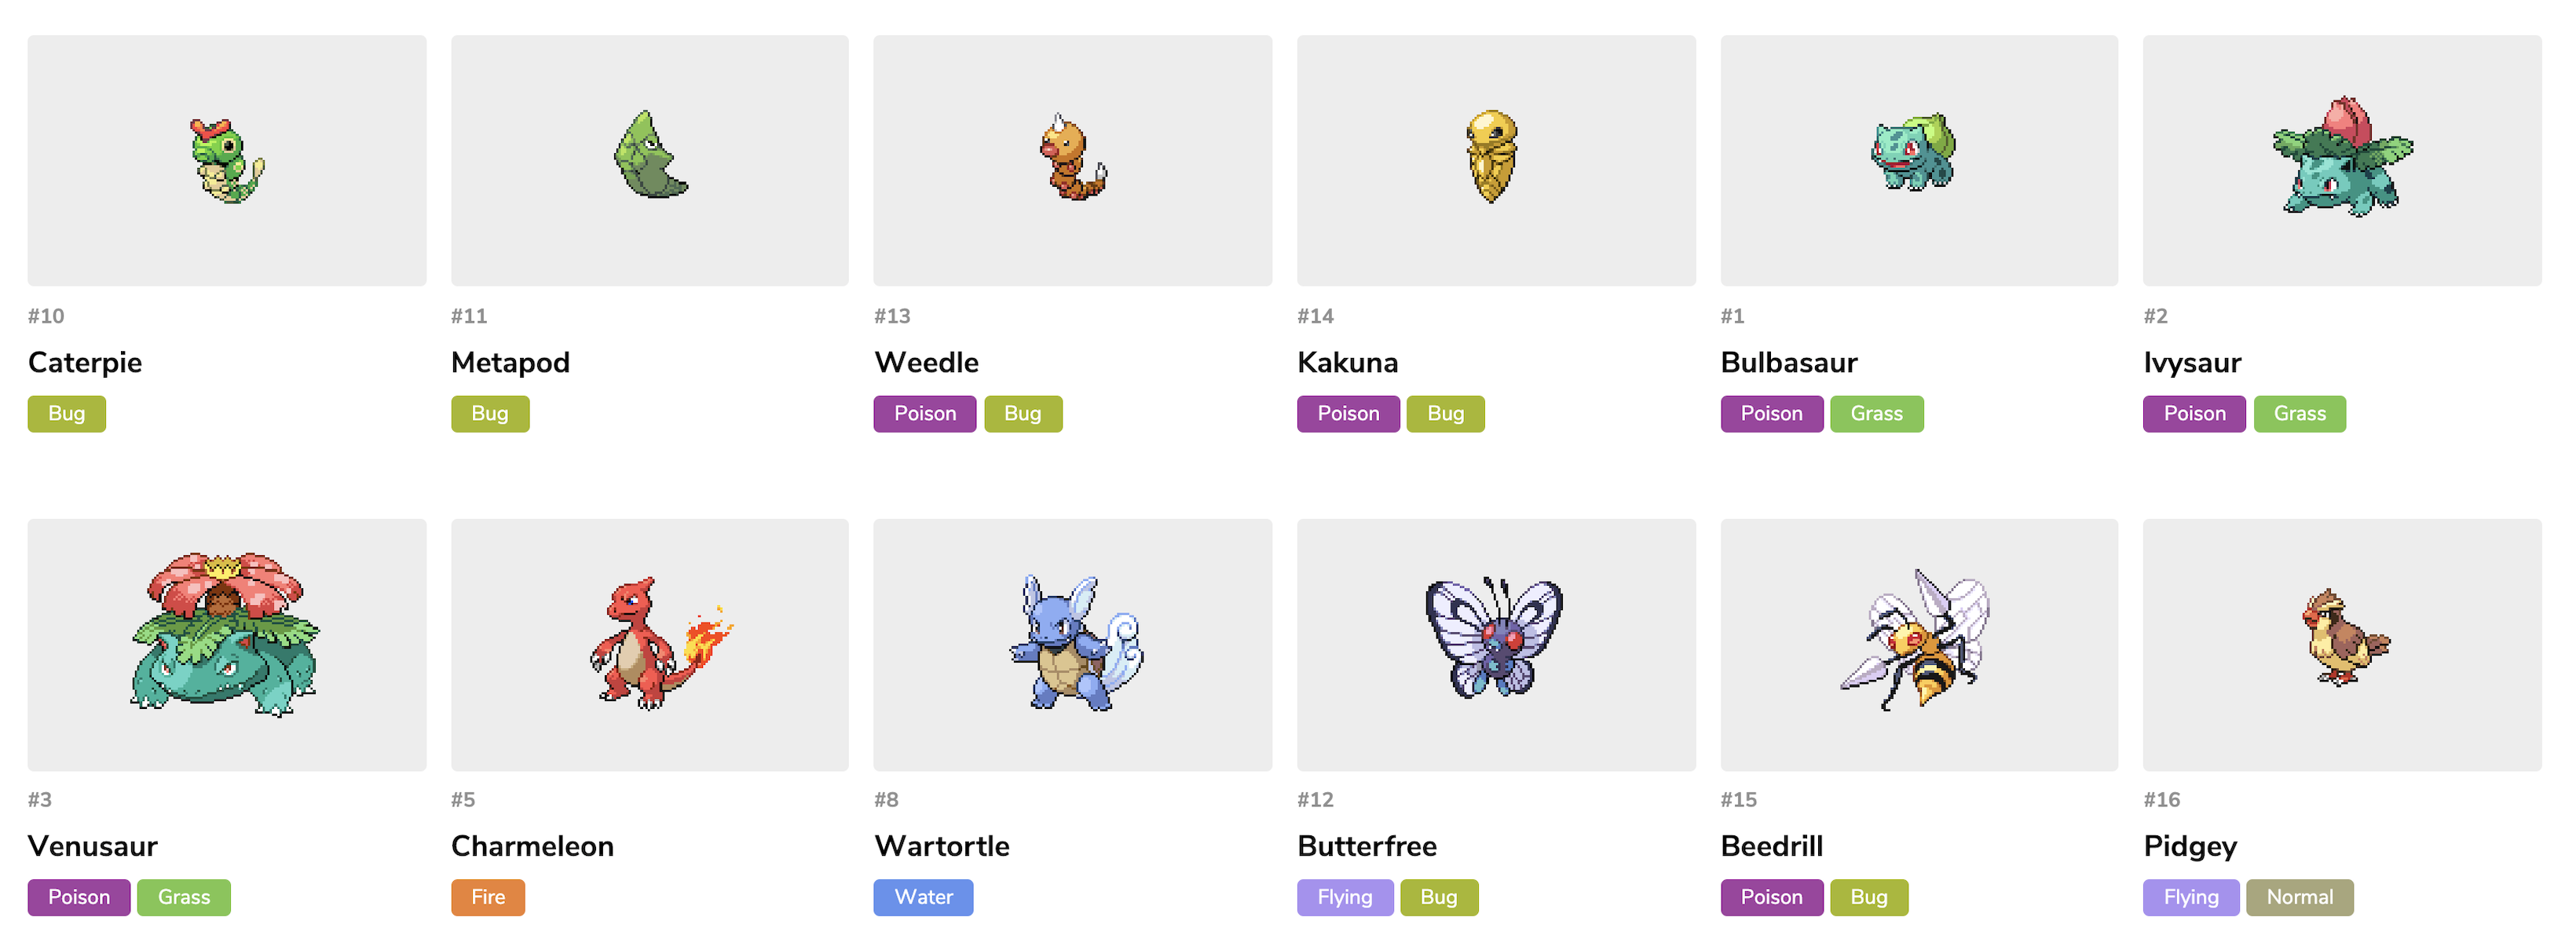 #10
Caterpie
Bug
#11
Metapod
Bug
#13
Weedle
Poison Bug
#14
Kakuna
Poison Bug
#1
Bulbasaur
Poison Grass
#2
Ivysaur
Poison Grass
#3
Venusaur
Poison Grass
#5
Charmeleon
Fire
#8
Wartortle
Water
#12
Butterfree
Flying Bug
#15
Beedrill
Poison Bug
#16
Pidgey
Flying Normal